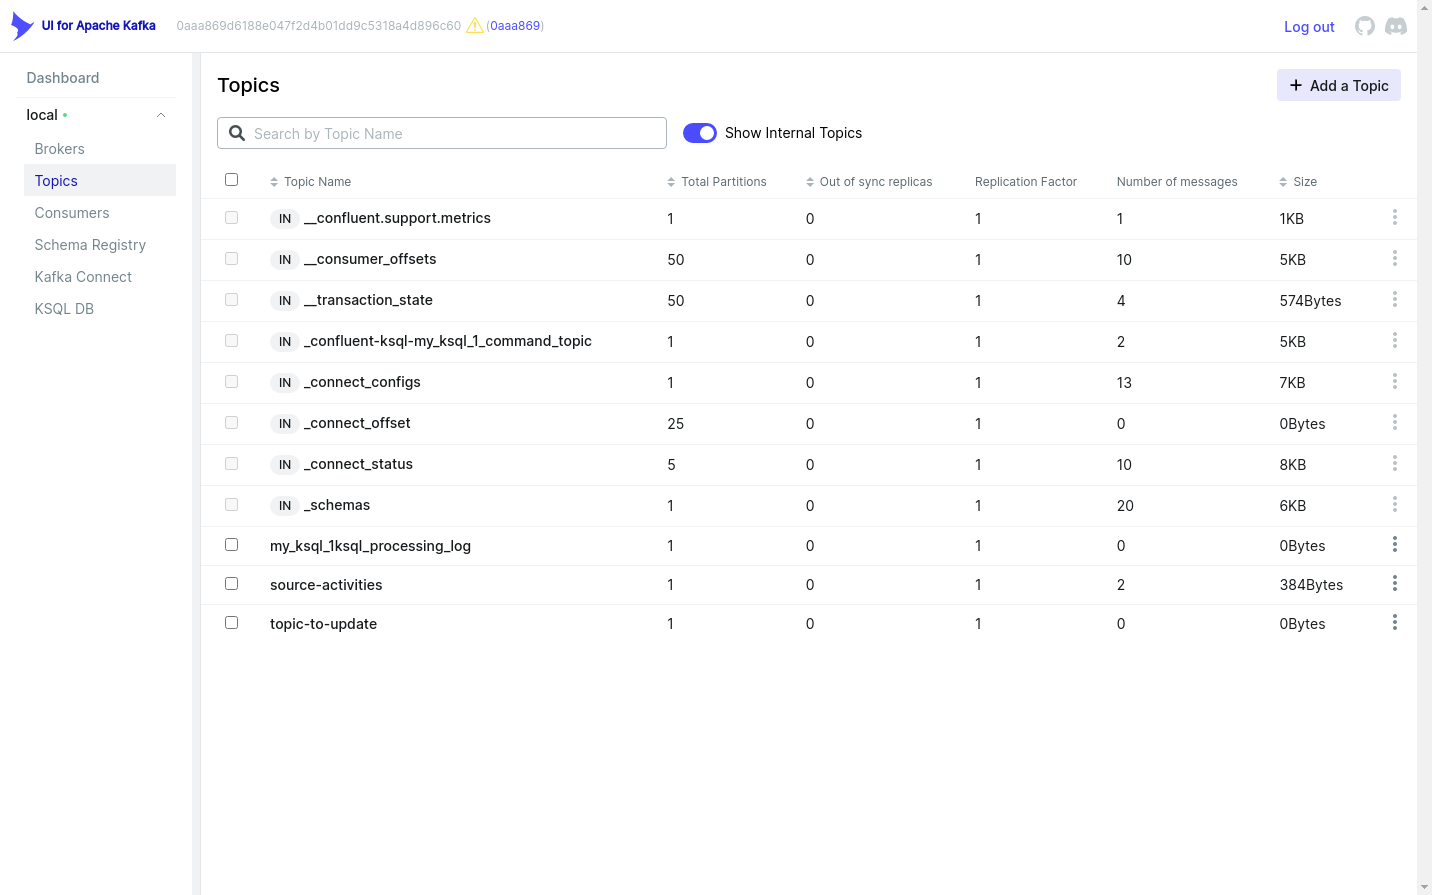 UI for Apache Kafka 0aaa869d6188e047f2d4b01dd9c5318a4d896c60 (0aaa869) Log out
Dashboard
local
Brokers
Topics
Consumers
Schema Registry
Kafka Connect
KSQL DB
Topics
Add a Topic
Search by Topic Name Show Internal Topics
Topic Name Total Partitions Out of sync replicas Replication Factor Number of messages Size
IN __confluent.support.metrics 1 0 1 1 1KB
IN __consumer_offsets 50 0 1 10 5KB
IN __transaction_state 50 0 1 4 574Bytes
IN _confluent-ksql-my_ksql_1_command_topic 1 0 1 2 5KB
IN _connect_configs 1 0 1 13 7KB
IN _connect_offset 25 0 1 0 0Bytes
IN _connect_status 5 0 1 10 8KB
IN _schemas 1 0 1 20 6KB
my_ksql_1ksql_processing_log 1 0 1 0 0Bytes
source-activities 1 0 1 2 384Bytes
topic-to-update 1 0 1 0 0Bytes